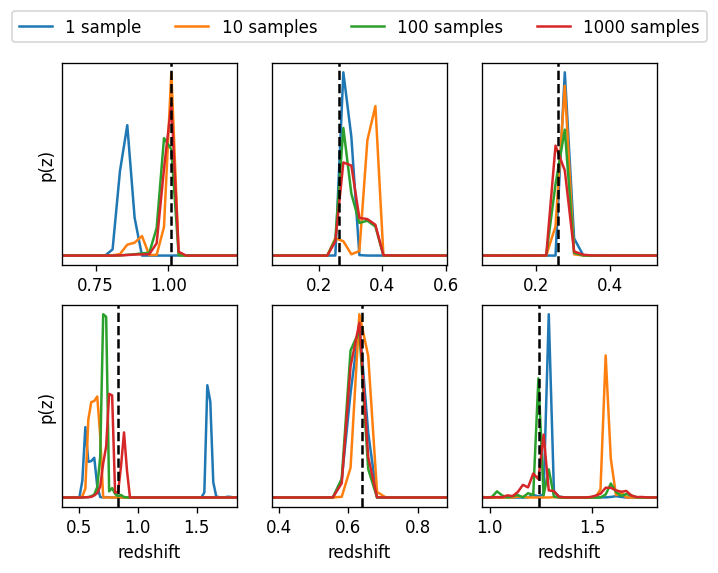 1 sample 10 samples 100 samples 1000 samples
p(z)
0.75 1.00
0.2 0.4 0.6
0.2 0.4
p(z)
0.5 1.0 1.5
0.4 0.6 0.8
1.0 1.5
redshift redshift redshift